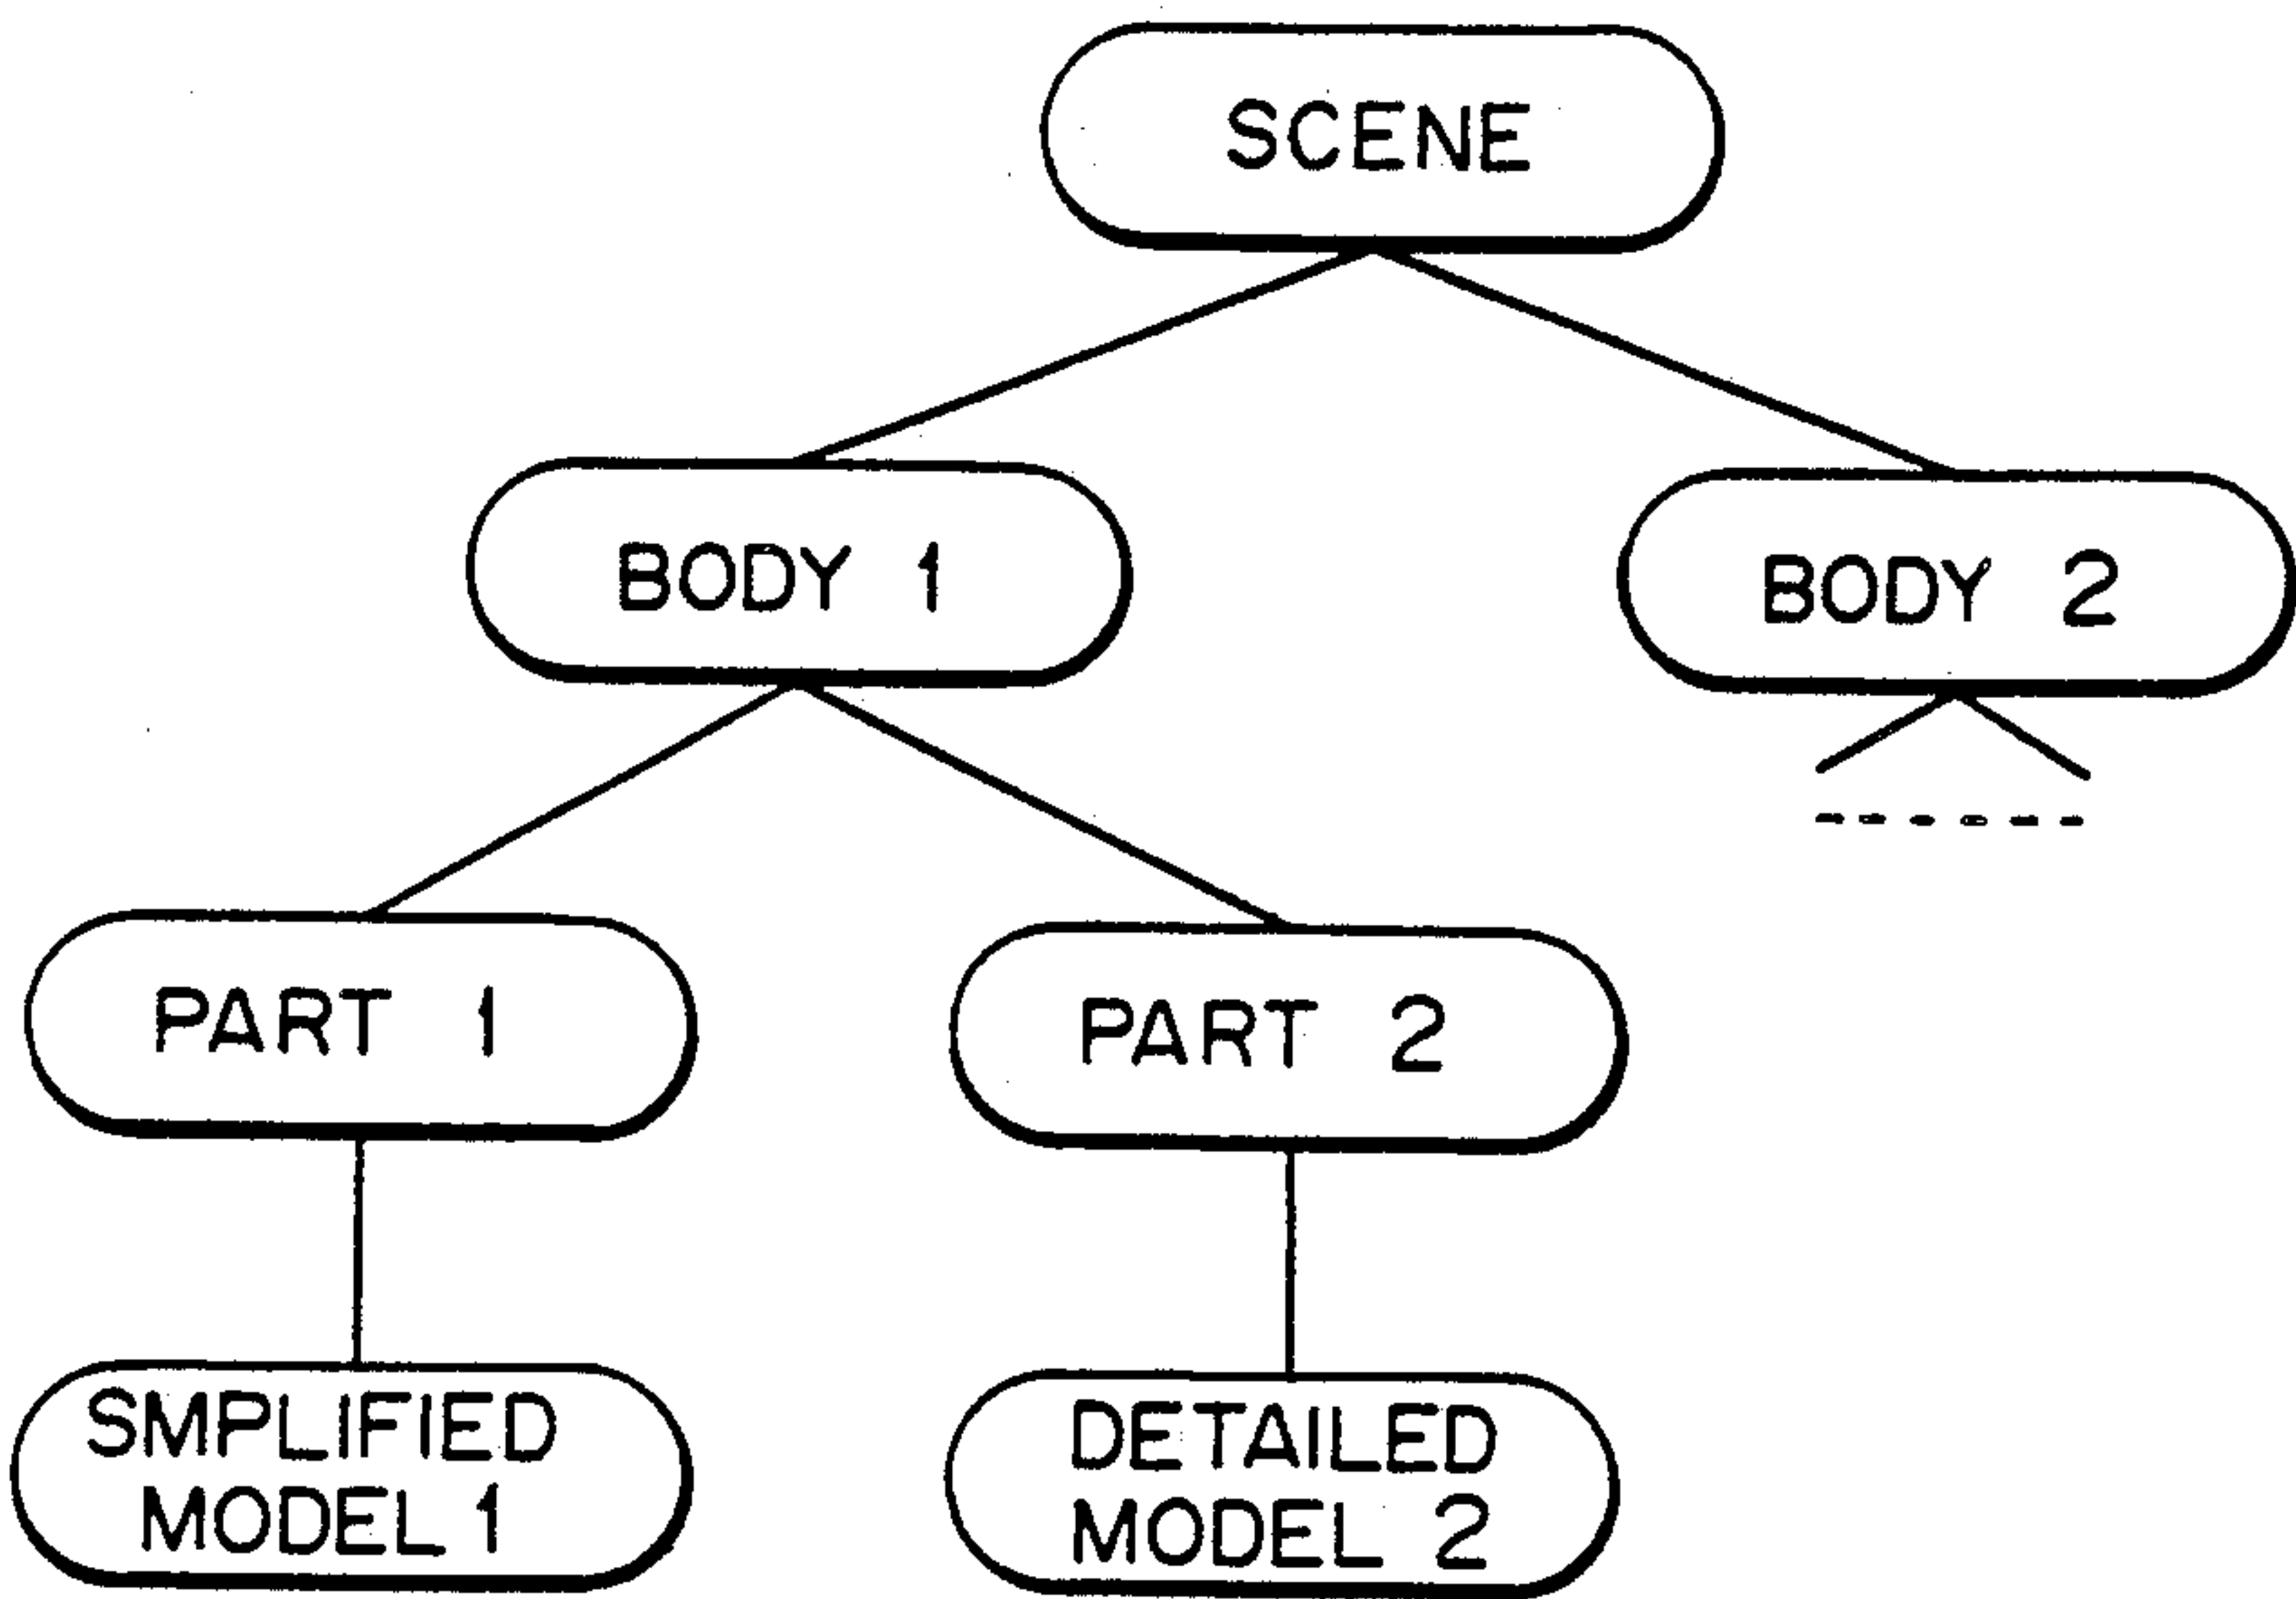 SCENE
BODY 1
BODY 2
PART 1
PART 2
SMPLIFIED
MODEL 1
DETAILED
MODEL 2